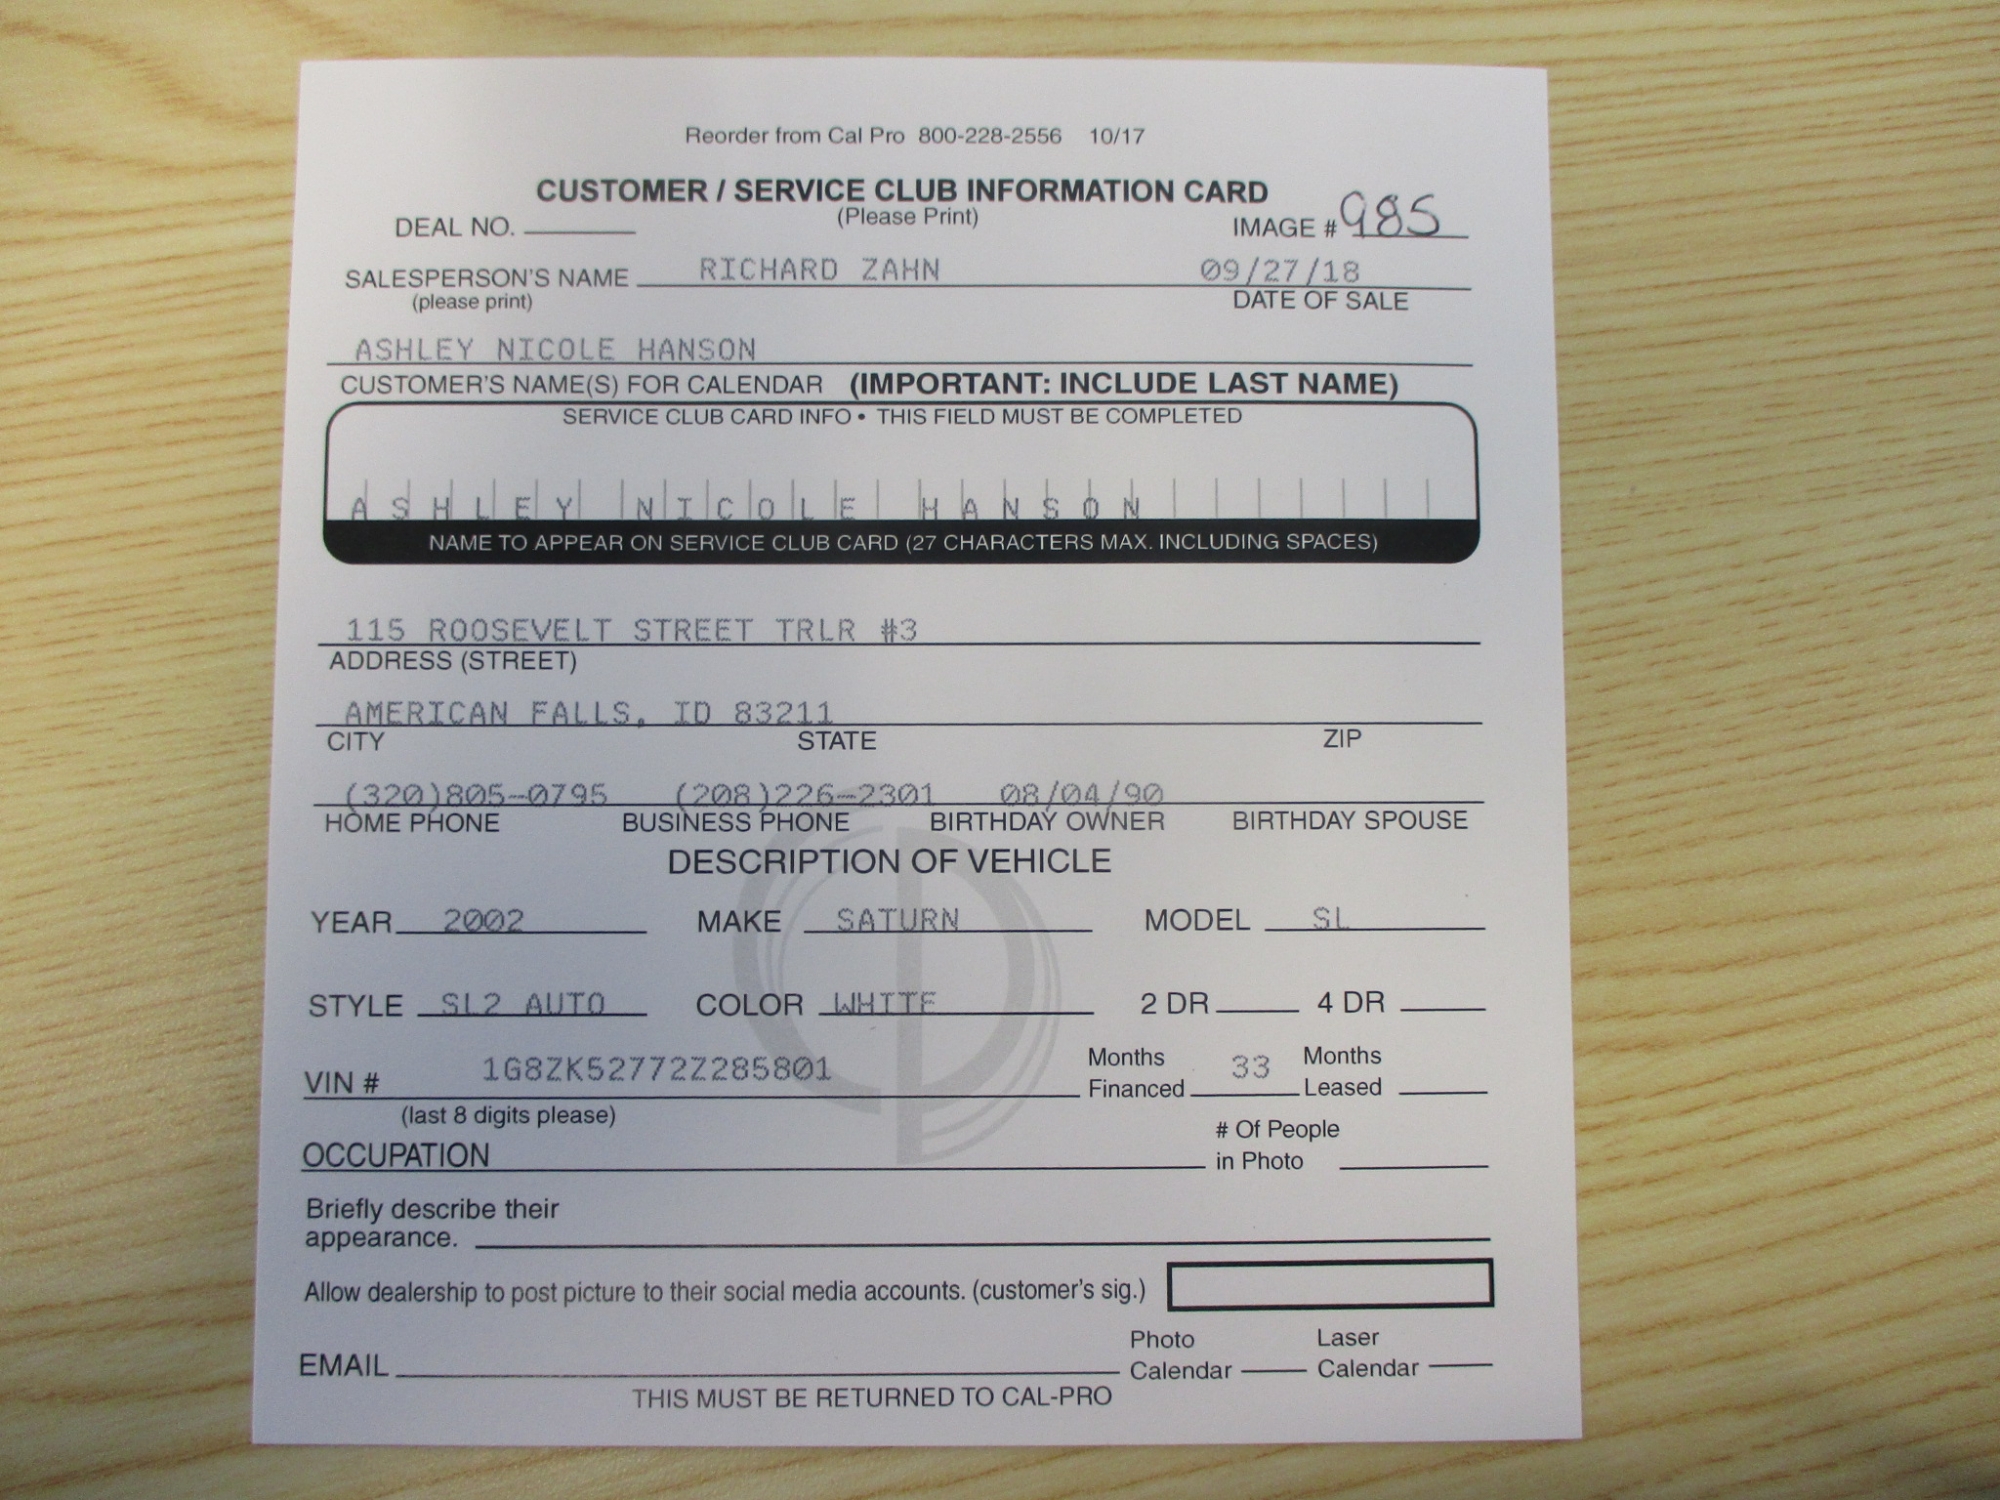 Reorder from Cal Pro 800-228-2556 10/17
CUSTOMER / SERVICE CLUB INFORMATION CARD
(Please Print)
DEAL NO. IMAGE # 985
SALESPERSON'S NAME RICHARD ZAHN 09/27/18
(please print) DATE OF SALE
ASHLEY NICOLE HANSON
CUSTOMER'S NAME(S) FOR CALENDAR (IMPORTANT: INCLUDE LAST NAME)
SERVICE CLUB CARD INFO • THIS FIELD MUST BE COMPLETED
ASHLEY NICOLE HANSON
NAME TO APPEAR ON SERVICE CLUB CARD (27 CHARACTERS MAX. INCLUDING SPACES)
115 ROOSEVELT STREET TRLR #3
ADDRESS (STREET)
AMERICAN FALLS, ID 83211
CITY STATE ZIP
(320)805-0795 (208)226-2301 08/04/90
HOME PHONE BUSINESS PHONE BIRTHDAY OWNER BIRTHDAY SPOUSE
DESCRIPTION OF VEHICLE
YEAR 2002 MAKE SATURN MODEL SL
STYLE SL2 AUTO COLOR WHITE 2 DR 4 DR
VIN # 1G8ZK52772Z285801 Months Financed 33 Months Leased
(last 8 digits please)
OCCUPATION # Of People in Photo
Briefly describe their
appearance.
Allow dealership to post picture to their social media accounts. (customer's sig.)
EMAIL Photo Calendar Laser Calendar
THIS MUST BE RETURNED TO CAL-PRO